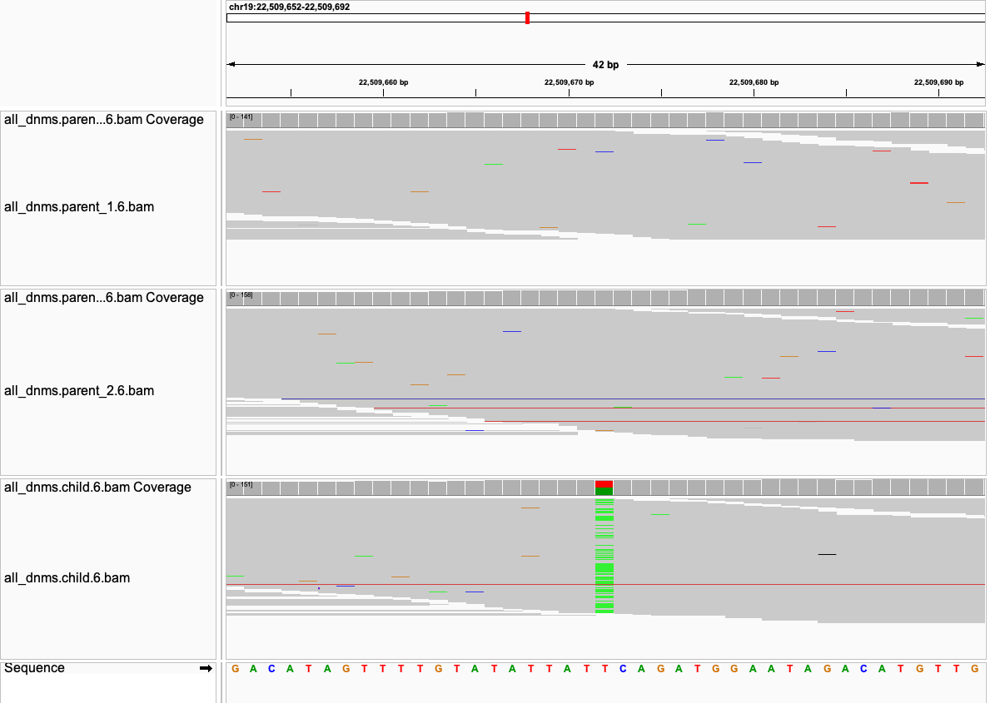 chr19:22,509,652-22,509,692
42 bp
22,509,660 bp 22,509,670 bp 22,509,680 bp 22,509,690 bp
all_dnms.paren...6.bam Coverage [0 - 141]
all_dnms.parent_1.6.bam
all_dnms.paren...6.bam Coverage [0 - 158]
all_dnms.parent_2.6.bam
all_dnms.child.6.bam Coverage [0 - 151]
all_dnms.child.6.bam
Sequence G A C A T A G T T T T G T A T A T T A T T C A G A T G G A A T A G A C A T G T T G